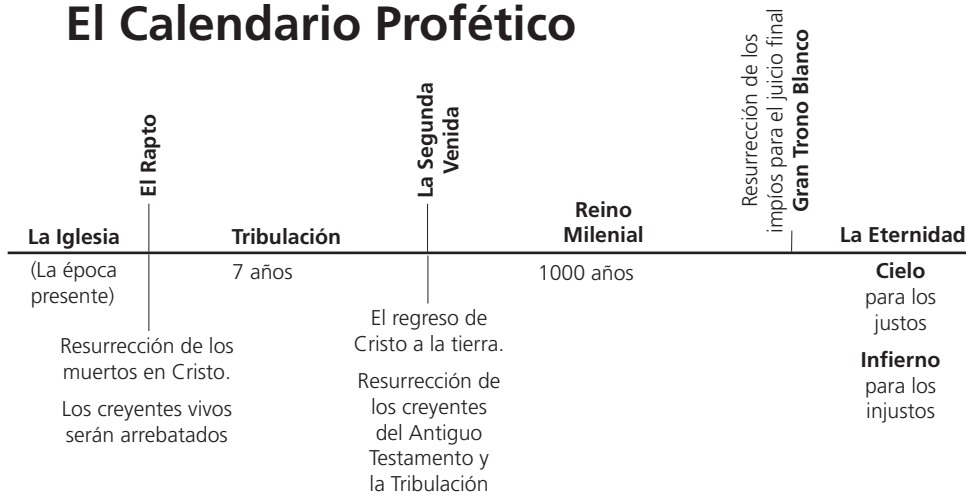 El Calendario Profético
El Rapto
La Segunda
Venida
Resurrección de los
impíos para el juicio final
Gran Trono Blanco
La Iglesia
Tribulación
Reino
Milenial
La Eternidad
(La época
presente)
7 años
1000 años
Cielo
para los
justos
Infierno
para los
injustos
Resurrección de los
muertos en Cristo.
Los creyentes vivos
serán arrebatados
El regreso de
Cristo a la tierra.
Resurrección de
los creyentes
del Antiguo
Testamento y
la Tribulación